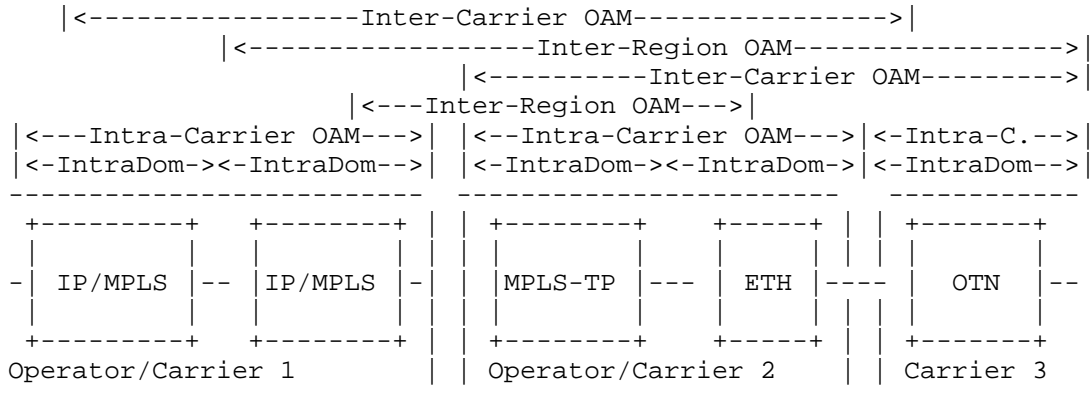 |<-----------------Inter-Carrier OAM---------------->|
|<------------------Inter-Region OAM----------------->|
|<----------Inter-Carrier OAM--------->|
|<---Inter-Region OAM--->|
|<---Intra-Carrier OAM--->| |<--Intra-Carrier OAM--->|<-Intra-C.-->|
|<-IntraDom-><-IntraDom-->| |<-IntraDom-><-IntraDom->|<-IntraDom-->|
-| IP/MPLS |-- |IP/MPLS |-| | |MPLS-TP |--- | ETH |---- | OTN |--
Operator/Carrier 1 | | Operator/Carrier 2 | | Carrier 3